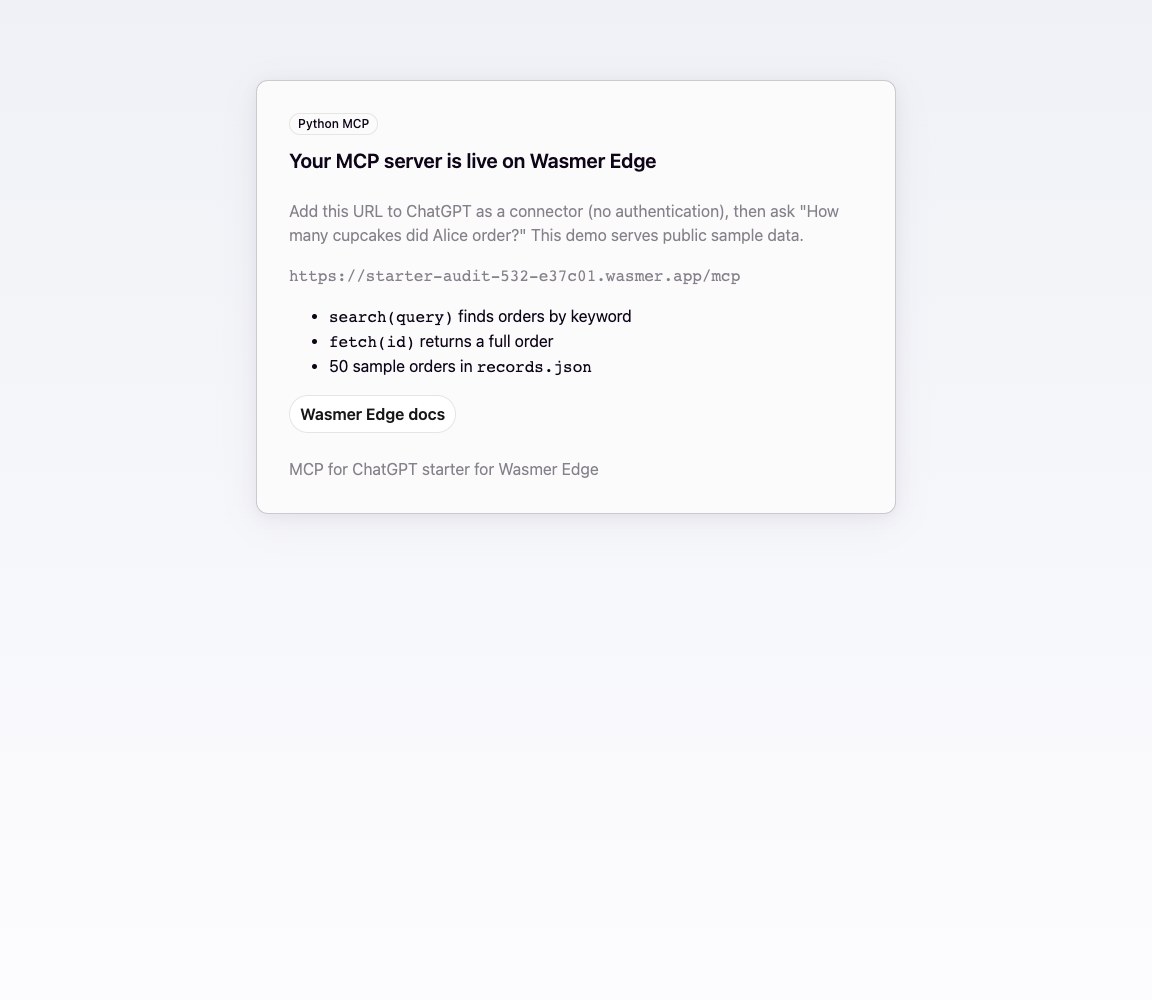 Python MCP
Your MCP server is live on Wasmer Edge
Add this URL to ChatGPT as a connector (no authentication), then ask "How
many cupcakes did Alice order?" This demo serves public sample data.
https://starter-audit-532-e37c01.wasmer.app/mcp
• search(query) finds orders by keyword
• fetch(id) returns a full order
• 50 sample orders in records.json
Wasmer Edge docs
MCP for ChatGPT starter for Wasmer Edge